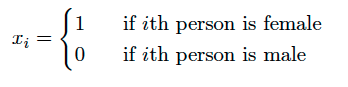 x_i = { 1 if ith person is female
0 if ith person is male